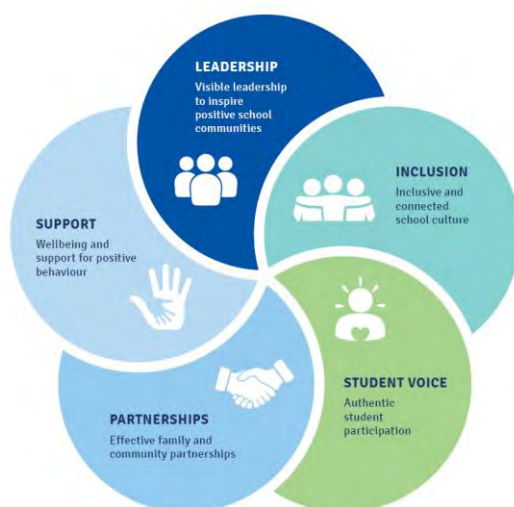 LEADERSHIP
Visible leadership
to inspire
positive school
communities
INCLUSION
Inclusive and
connected
school culture
STUDENT VOICE
Authentic
student
participation
PARTNERSHIPS
Effective family and
community partnerships
SUPPORT
Wellbeing and
support for positive
behaviour